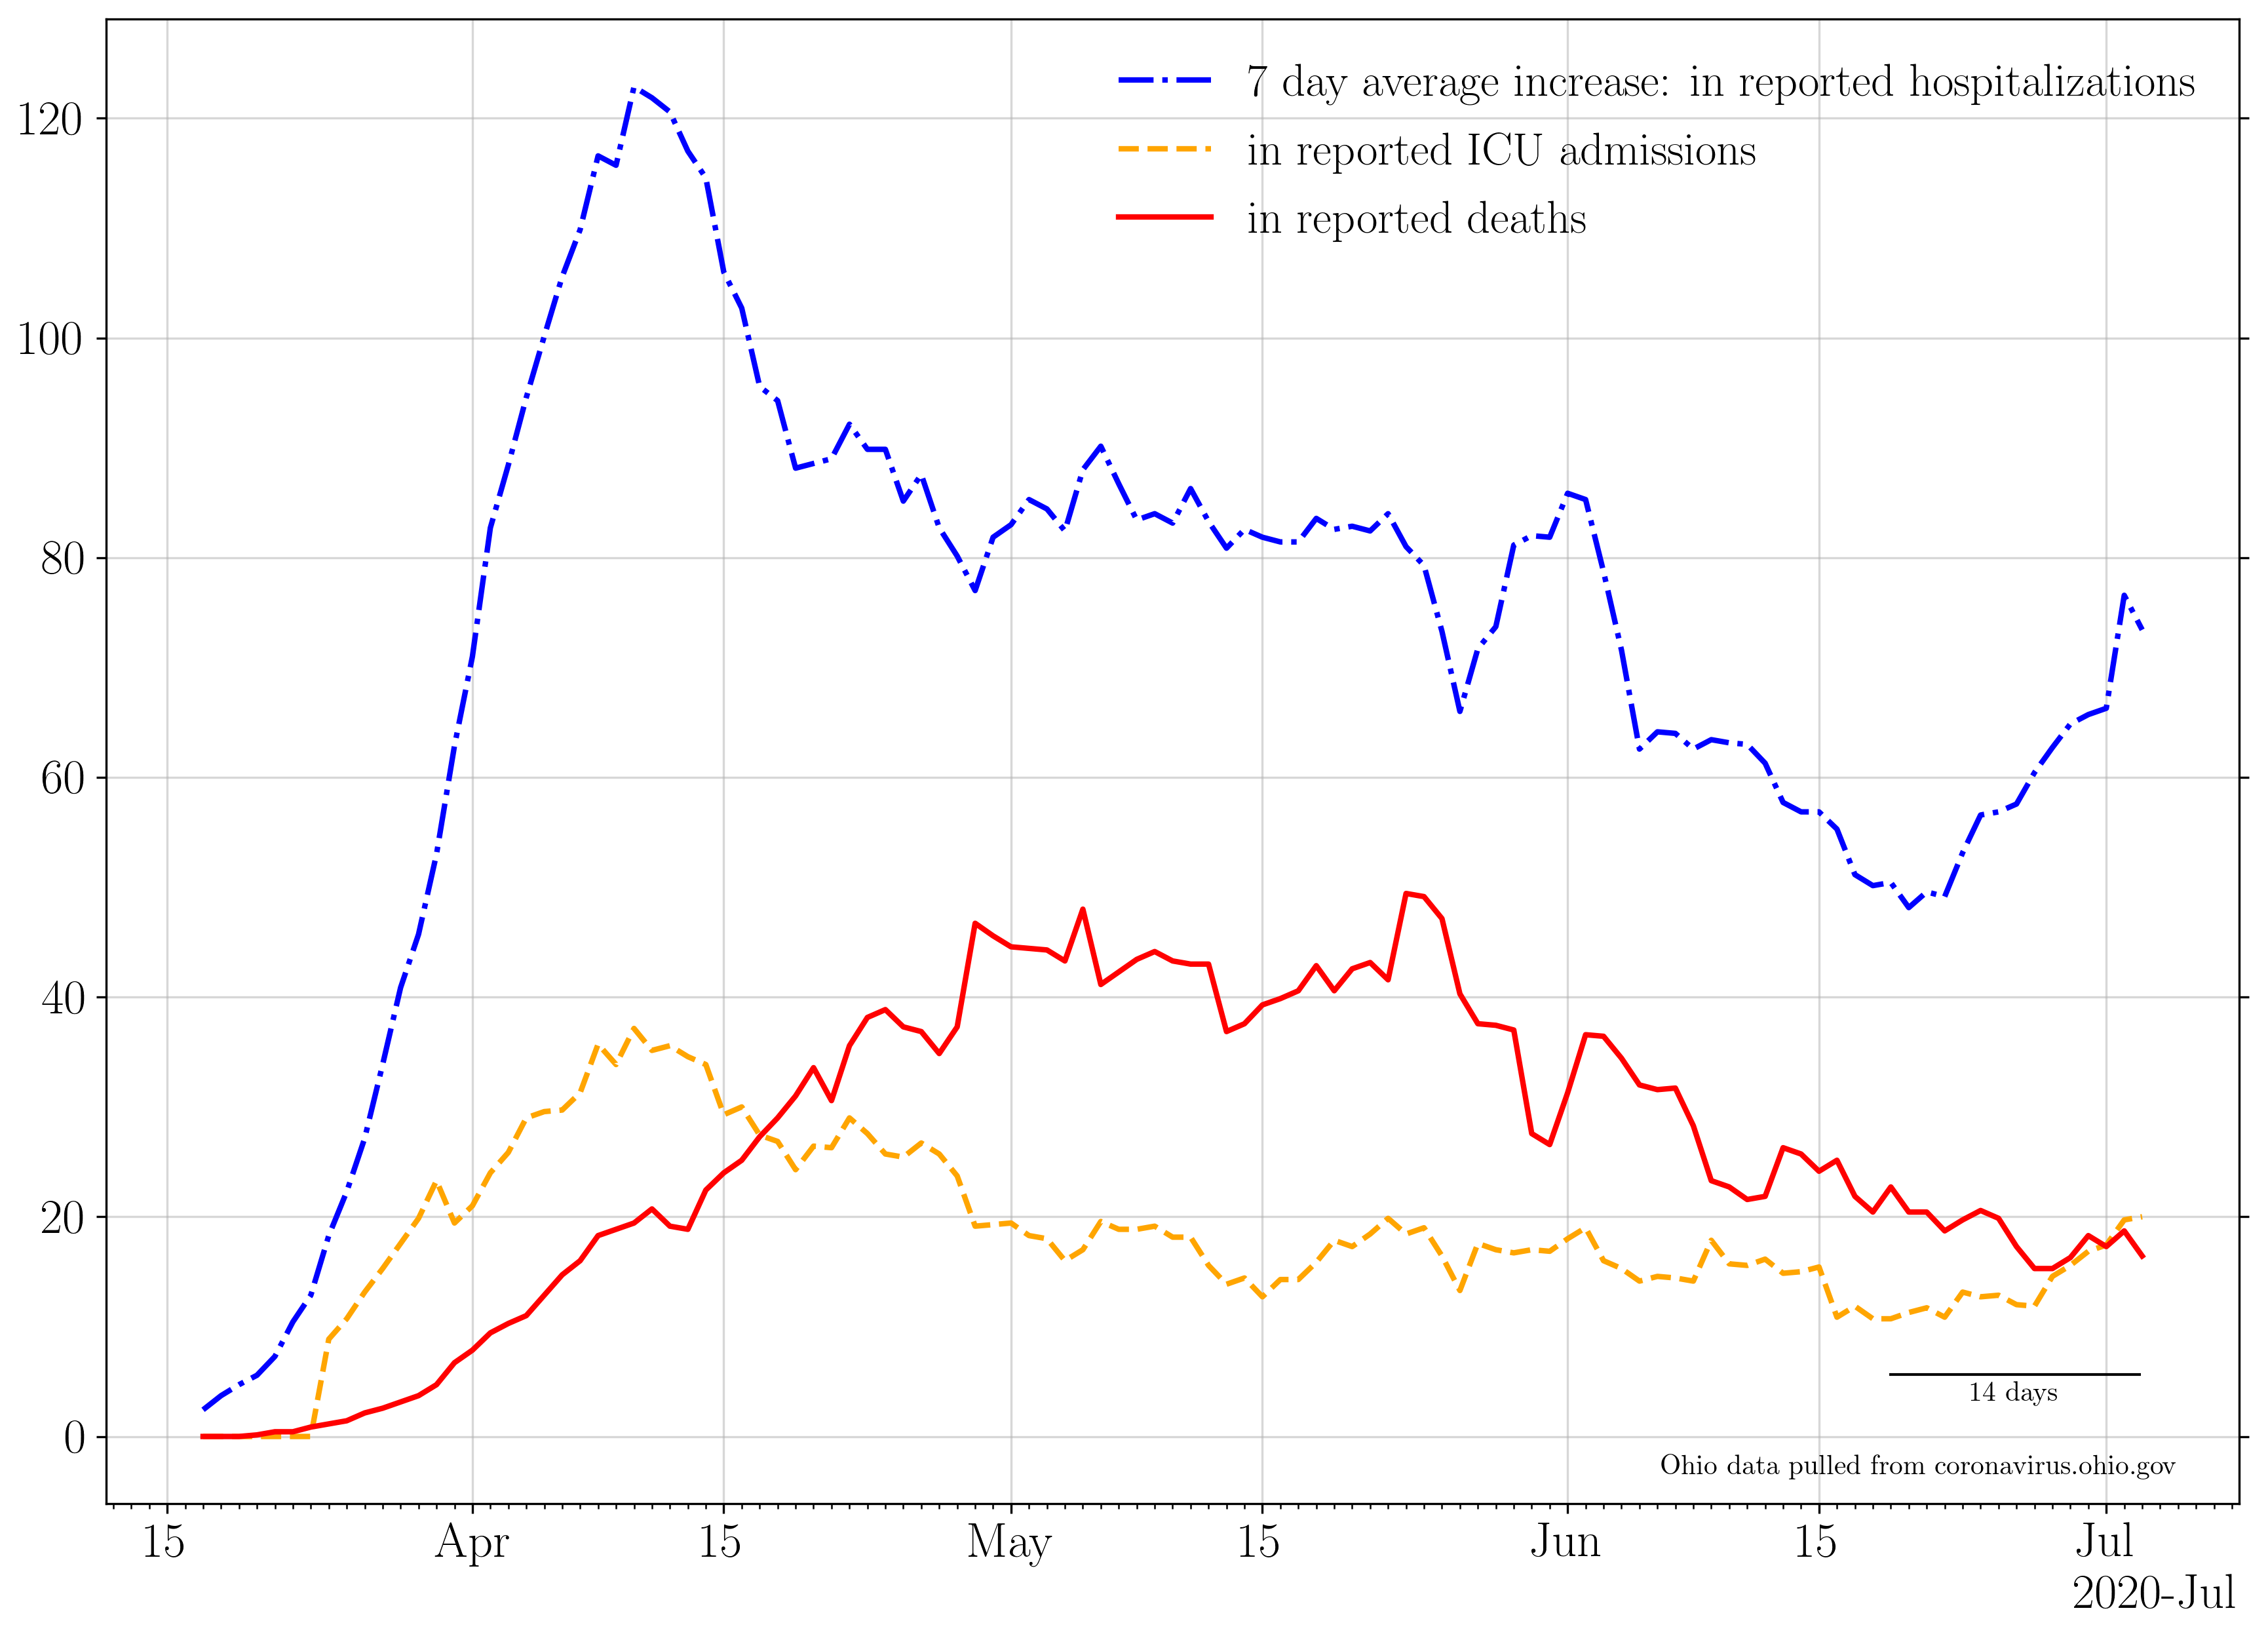 7 day average increase: in reported hospitalizations
in reported ICU admissions
in reported deaths
120
100
80
60
40
20
0
14 days
Ohio data pulled from coronavirus.ohio.gov
15 Apr 15 May 15 Jun 15 Jul
2020-Jul